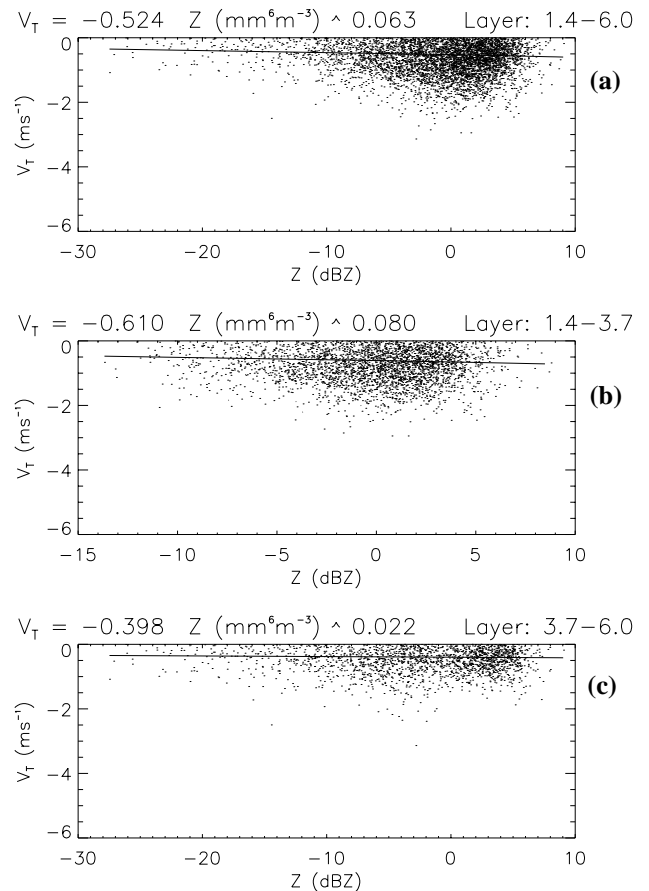 V_T = −0.524 Z (mm⁶m⁻³) ^ 0.063 Layer: 1.4−6.0
0
−2
−4
−6
V_T (ms⁻¹)
(a)
−30 −20 −10 0 10
Z (dBZ)
V_T = −0.610 Z (mm⁶m⁻³) ^ 0.080 Layer: 1.4−3.7
0
−2
−4
−6
V_T (ms⁻¹)
(b)
−15 −10 −5 0 5 10
Z (dBZ)
V_T = −0.398 Z (mm⁶m⁻³) ^ 0.022 Layer: 3.7−6.0
0
−2
−4
−6
V_T (ms⁻¹)
(c)
−30 −20 −10 0 10
Z (dBZ)